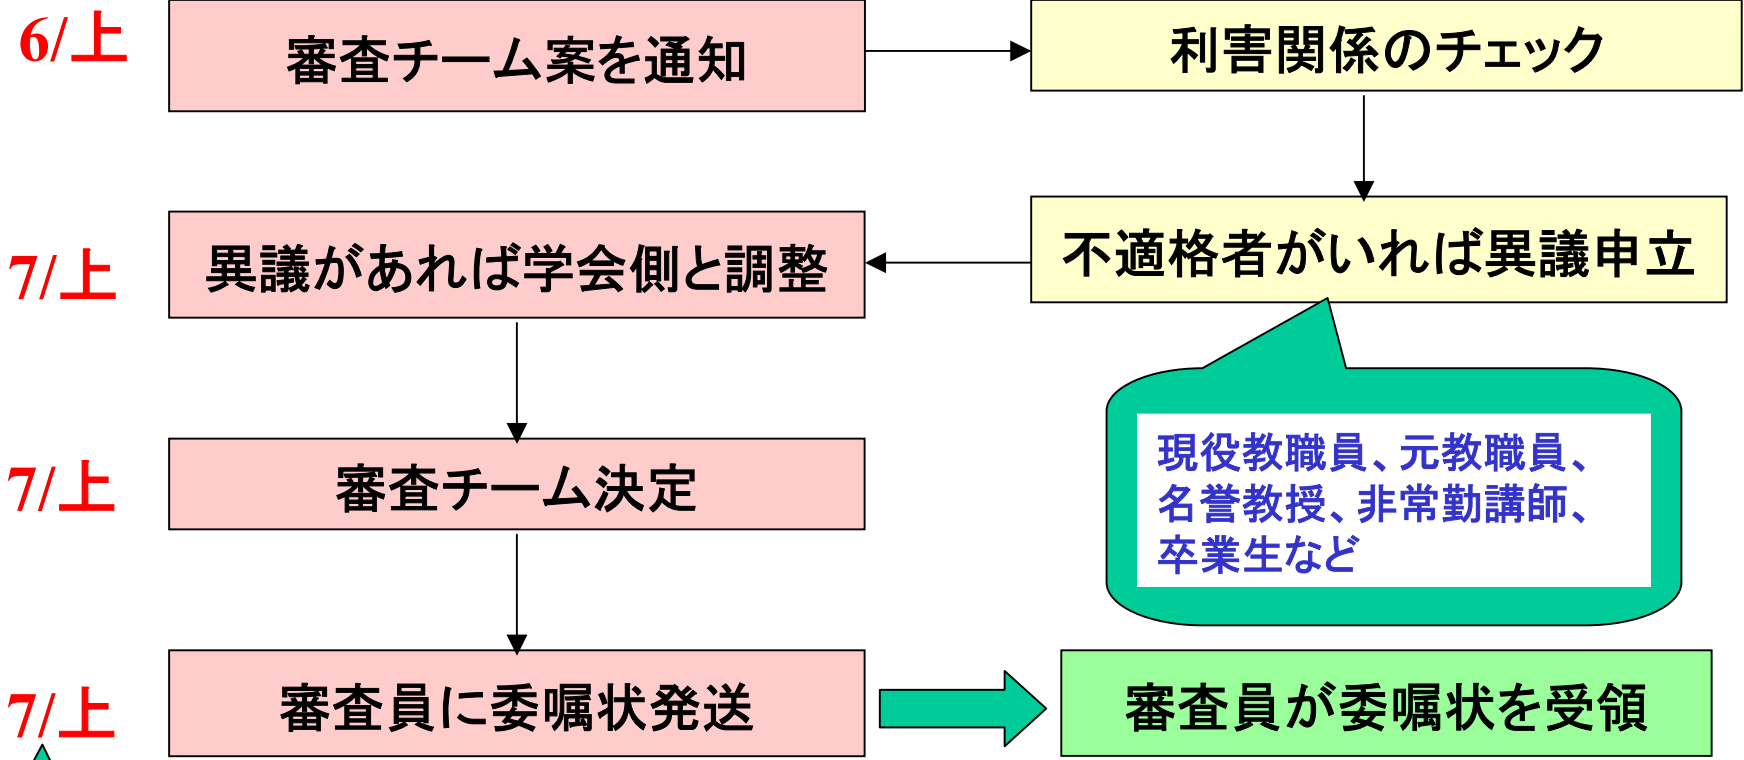 6/上
審査チーム案を通知
利害関係のチェック
7/上
異議があれば学会側と調整
不適格者がいれば異議申立
現役教職員、元教職員、
名誉教授、非常勤講師、
卒業生など
7/上
審査チーム決定
7/上
審査員に委嘱状発送
審査員が委嘱状を受領